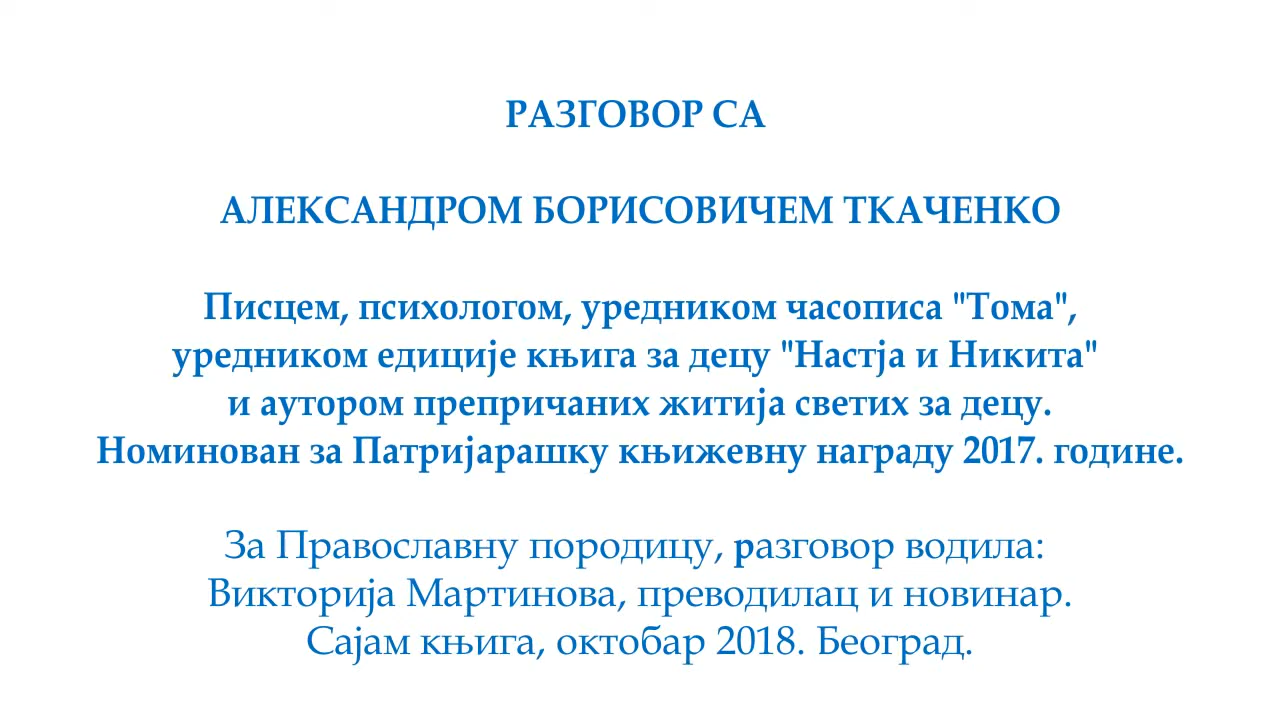 РАЗГОВОР СА
АЛЕКСАНДРОМ БОРИСОВИЧЕМ ТКАЧЕНКО
Писцем, психологом, уредником часописа "Тома",
уредником едиције књига за децу "Настја и Никита"
и аутором препричаних житија светих за децу.
Номинован за Патријарашку књижевну награду 2017. године.
За Православну породицу, разговор водила:
Викторија Мартинова, преводилац и новинар.
Сајам књига, октобар 2018. Београд.